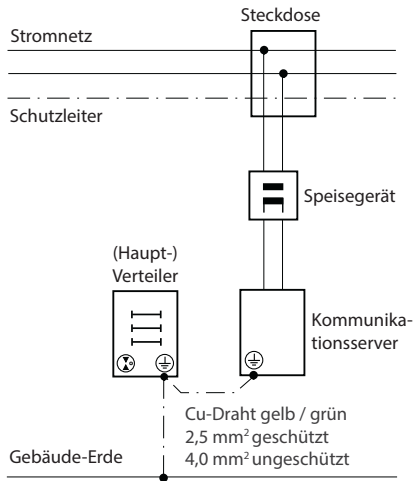 Steckdose
Stromnetz
Schutzleiter
Speisegerät
(Haupt-)
Verteiler
Kommunika-
tionsserver
Cu-Draht gelb / grün
2,5 mm² geschützt
4,0 mm² ungeschützt
Gebäude-Erde